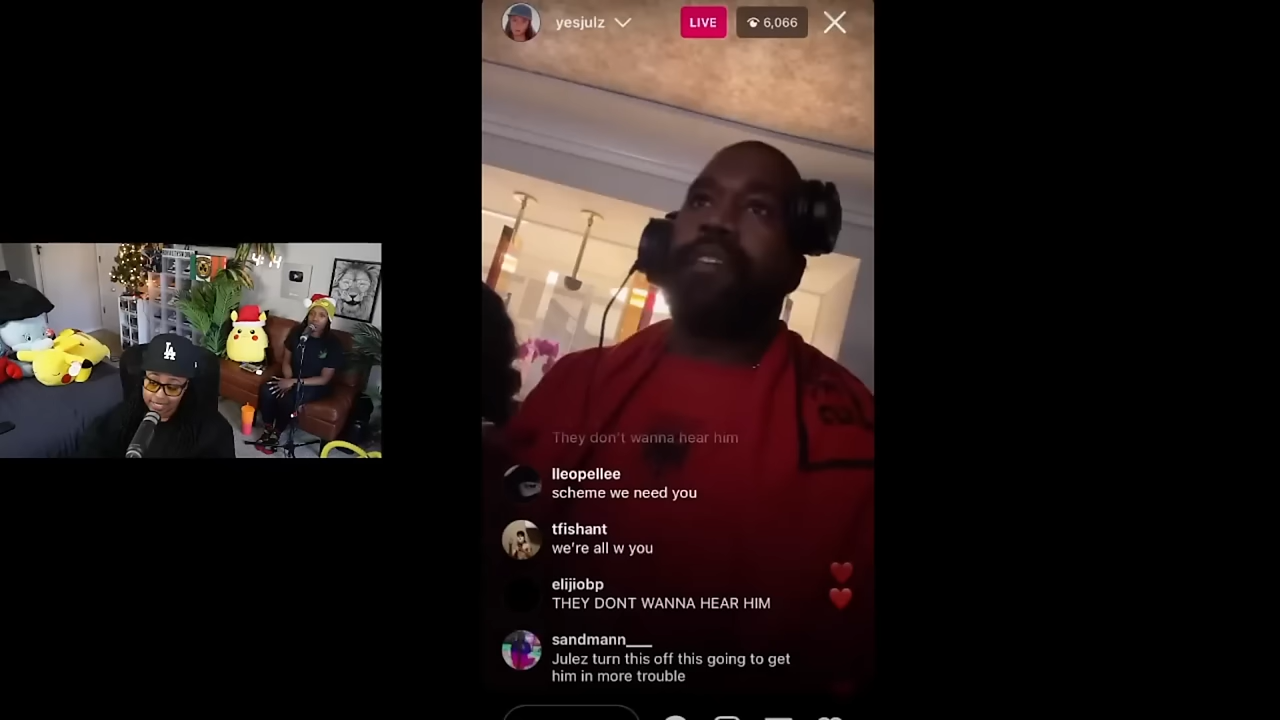 yesjulz
LIVE
6,066
They don't wanna hear him
lleopellee
scheme we need you
tfishant
we're all w you
elijiobp
THEY DONT WANNA HEAR HIM
sandmann___
Julez turn this off this going to get
him in more trouble
LA